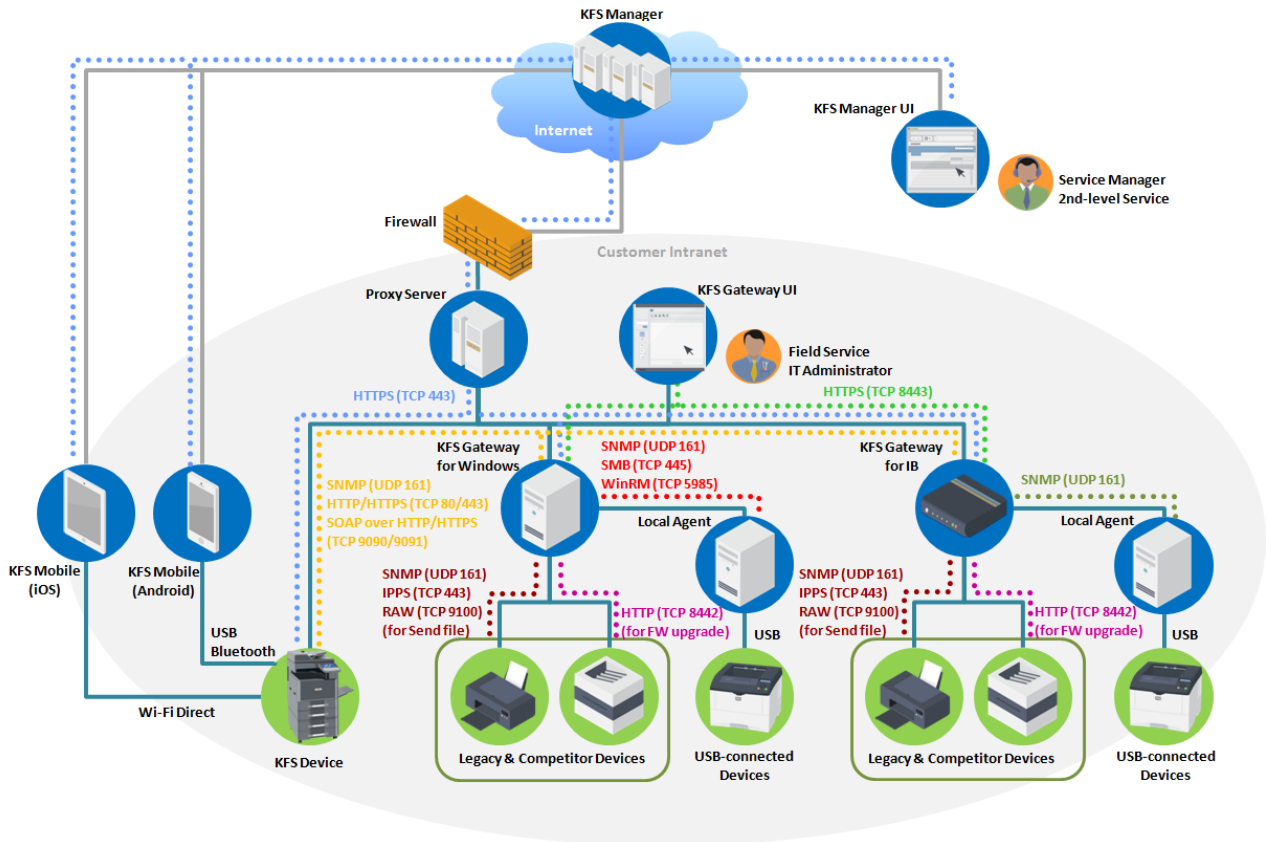 KFS Manager
Internet
KFS Manager UI
Service Manager
2nd-level Service
Firewall
Customer Intranet
Proxy Server
KFS Gateway UI
Field Service
IT Administrator
HTTPS (TCP 443)
HTTPS (TCP 8443)
KFS Gateway
for Windows
SNMP (UDP 161)
SMB (TCP 445)
WinRM (TCP 5985)
KFS Gateway
for IB
SNMP (UDP 161)
HTTP/HTTPS (TCP 80/443)
SOAP over HTTP/HTTPS
(TCP 9090/9091)
SNMP (UDP 161)
Local Agent
Local Agent
KFS Mobile
(iOS)
KFS Mobile
(Android)
SNMP (UDP 161)
IPPS (TCP 443)
RAW (TCP 9100)
(for Send file)
HTTP (TCP 8442)
(for FW upgrade)
SNMP (UDP 161)
IPPS (TCP 443)
RAW (TCP 9100)
(for Send file)
HTTP (TCP 8442)
(for FW upgrade)
USB
Bluetooth
USB
USB
Wi-Fi Direct
KFS Device
Legacy & Competitor Devices
USB-connected
Devices
Legacy & Competitor Devices
USB-connected
Devices